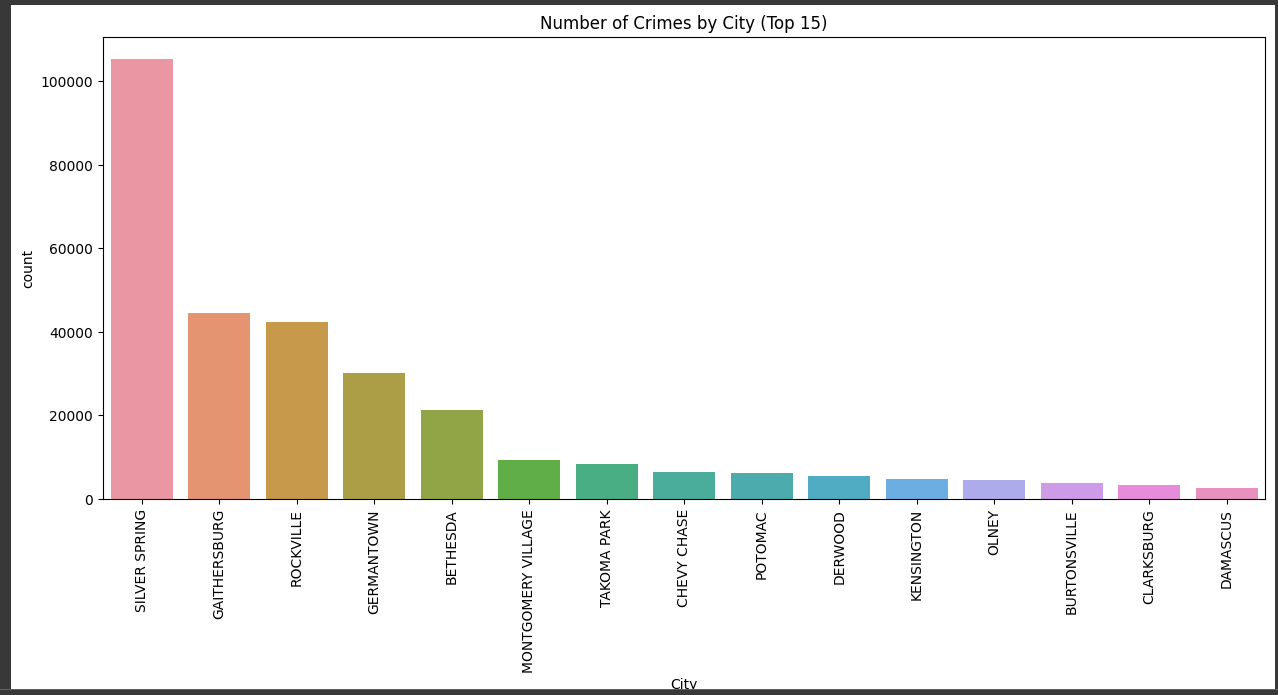 Number of Crimes by City (Top 15)
count
100000
80000
60000
40000
20000
0
SILVER SPRING
GAITHERSBURG
ROCKVILLE
GERMANTOWN
BETHESDA
MONTGOMERY VILLAGE
TAKOMA PARK
CHEVY CHASE
POTOMAC
DERWOOD
KENSINGTON
OLNEY
BURTONSVILLE
CLARKSBURG
DAMASCUS
City